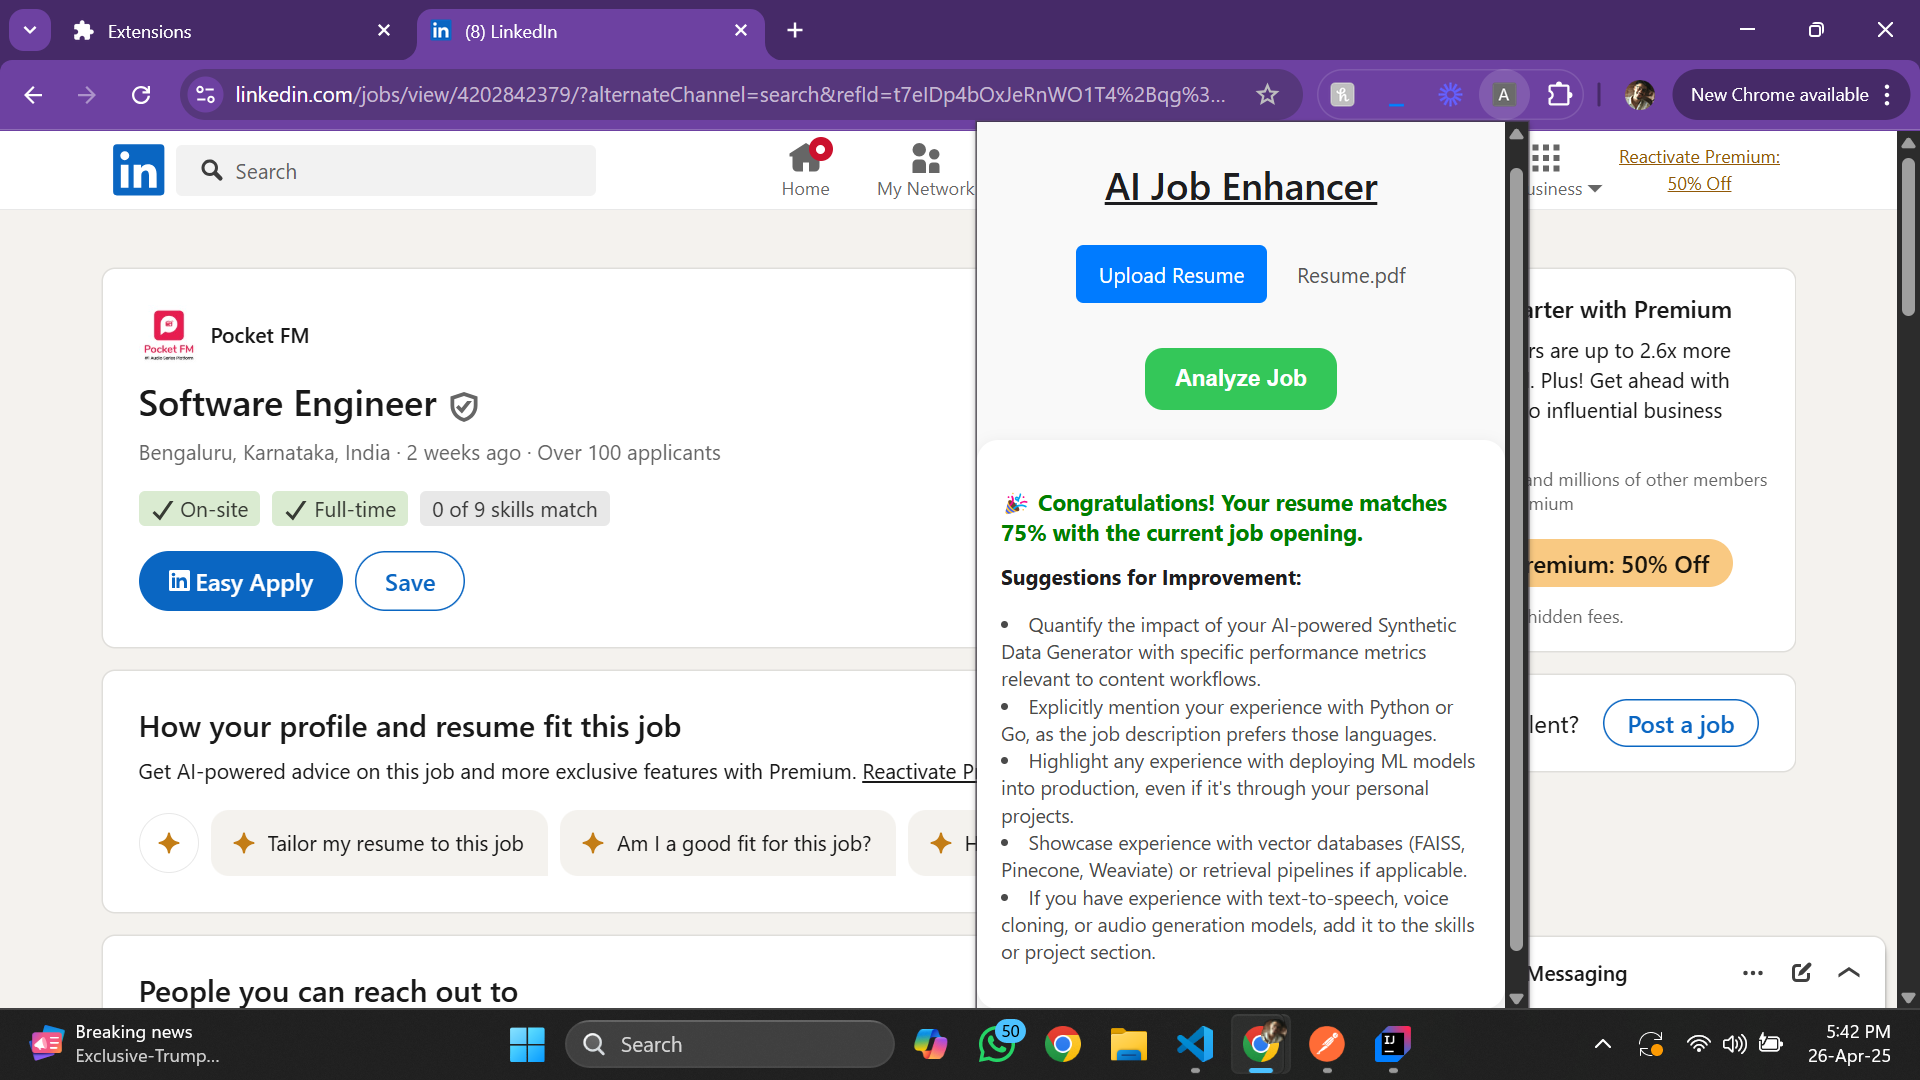 Extensions
(8) LinkedIn
linkedin.com/jobs/view/4202842379/?alternateChannel=search&refId=t7eIDp4bOxJeRnWO1T4%2Bqg%3...
A
New Chrome available
in
Search
Home
My Network
usiness
Reactivate Premium:
50% Off
Pocket FM
Pocket FM
Software Engineer
Bengaluru, Karnataka, India · 2 weeks ago · Over 100 applicants
On-site
Full-time
0 of 9 skills match
Easy Apply
Save
How your profile and resume fit this job
Get AI-powered advice on this job and more exclusive features with Premium. Reactivate P
Tailor my resume to this job
Am I a good fit for this job?
H
People you can reach out to
AI Job Enhancer
Upload Resume
Resume.pdf
Analyze Job
🎉 Congratulations! Your resume matches
75% with the current job opening.
Suggestions for Improvement:
• Quantify the impact of your AI-powered Synthetic
Data Generator with specific performance metrics
relevant to content workflows.
• Explicitly mention your experience with Python or
Go, as the job description prefers those languages.
• Highlight any experience with deploying ML models
into production, even if it's through your personal
projects.
• Showcase experience with vector databases (FAISS,
Pinecone, Weaviate) or retrieval pipelines if applicable.
• If you have experience with text-to-speech, voice
cloning, or audio generation models, add it to the skills
or project section.
arter with Premium
rs are up to 2.6x more
. Plus! Get ahead with
o influential business
and millions of other members
mium
remium: 50% Off
hidden fees.
lent?
Post a job
Messaging
Breaking news
Exclusive-Trump...
Search
50
5:42 PM
26-Apr-25